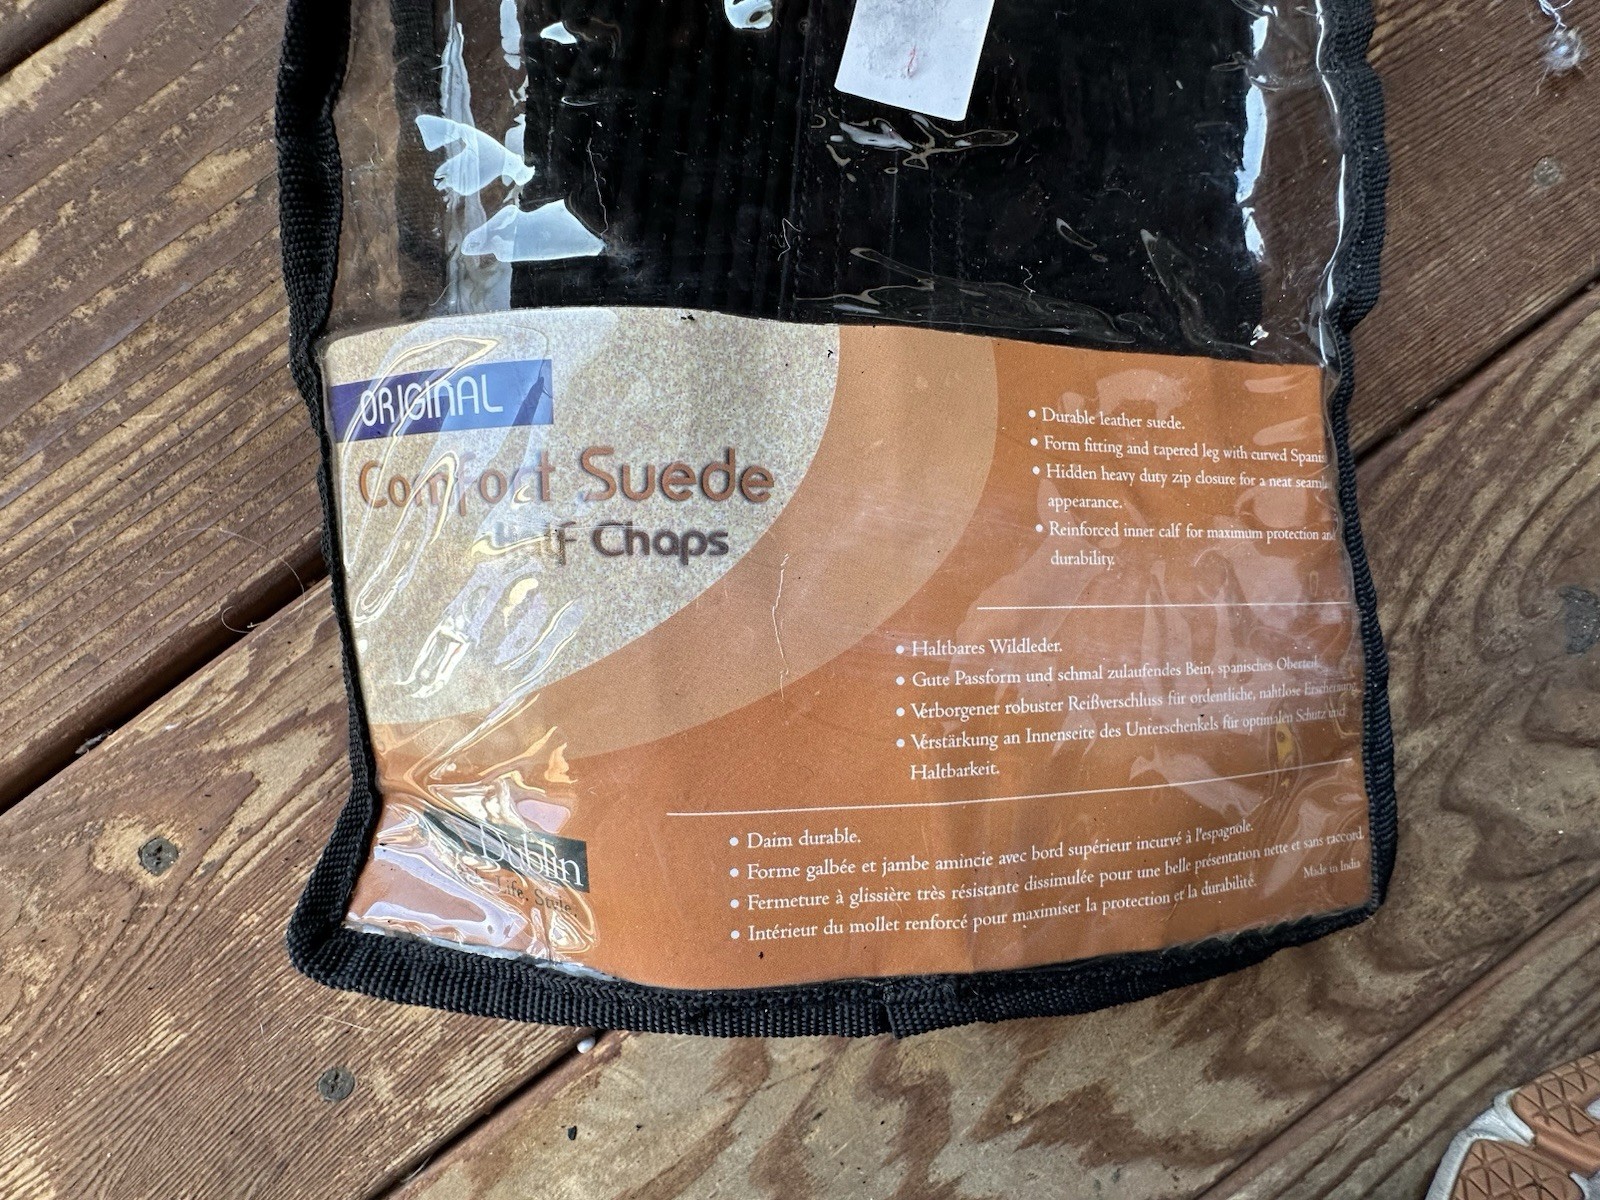 ORIGINAL
Comfort Suede
Half Chaps
• Durable leather suede.
• Form fitting and tapered leg with curved
• Hidden heavy duty zip closure for a neat
appearance.
• Reinforced inner calf for maximum protection and
durability.
• Haltbares Wildleder.
• Gute Passform und schmal zulaufendes Bein, spanisches Oberteil.
• Verborgener robuster Reißverschluss für ordentliche, nahtlose Erscheinung.
• Verstärkung an Innenseite des Unterschenkels für optimalen Schutz und
Haltbarkeit.
• Daim durable.
• Forme galbée et jambe amincie avec bord supérieur incurvé à l'espagnole.
• Fermeture à glissière très résistante dissimulée pour une belle présentation nette et sans raccord.
• Intérieur du mollet renforcé pour maximiser la protection et la durabilité.
Made in India
Dublin
Life. Style.